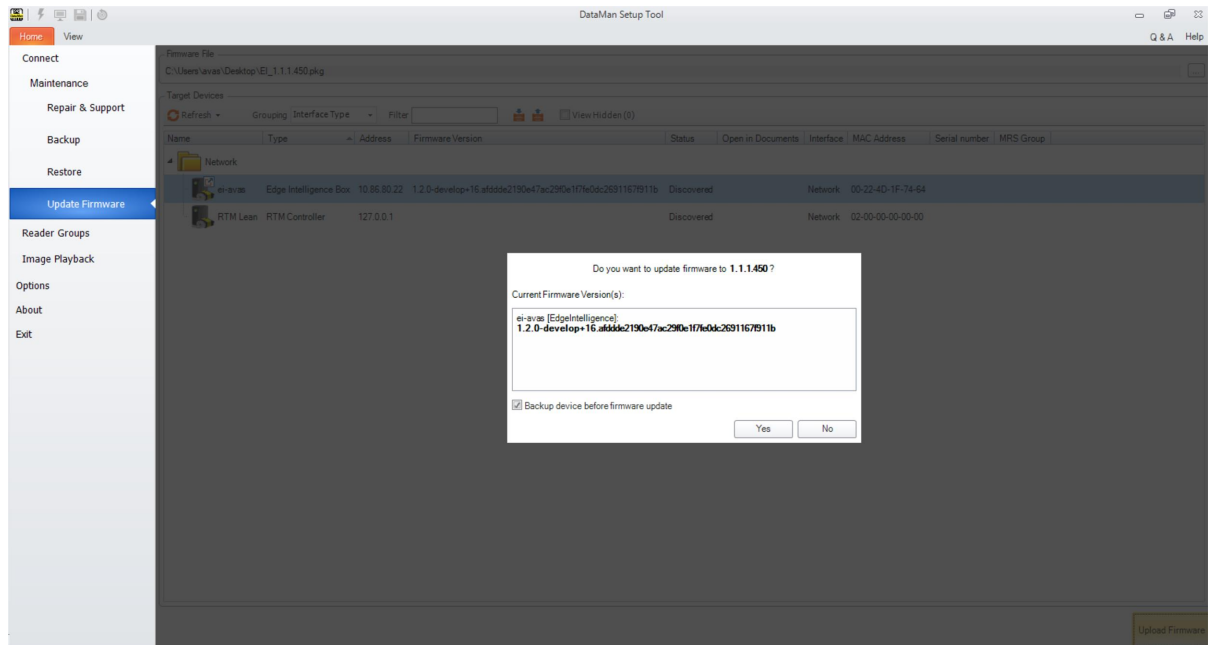 DataMan Setup Tool
Home View Q & A Help
Connect
Maintenance
Repair & Support
Backup
Restore
Update Firmware
Reader Groups
Image Playback
Options
About
Exit
Firmware File
C:\Users\avas\Desktop\EI_1.1.1.450.pkg
...
Target Devices
Refresh Grouping Interface Type Filter View Hidden (0)
Name Type Address Firmware Version Status Open in Documents Interface MAC Address Serial number MRS Group
Network
ei-avas Edge Intelligence Box 10.86.80.22 1.2.0-develop+16.afddde2190e47ac29f0e1f7fe0dc2691167f911b Discovered Network 00-22-4D-1F-74-64
RTM Lean RTM Controller 127.0.0.1 Discovered Network 02-00-00-00-00-00
Do you want to update firmware to 1.1.1.450 ?
Current Firmware Version(s):
ei-avas [EdgeIntelligence]:
1.2.0-develop+16.afddde2190e47ac29f0e1f7fe0dc2691167f911b
Backup device before firmware update
Yes No
Upload Firmware